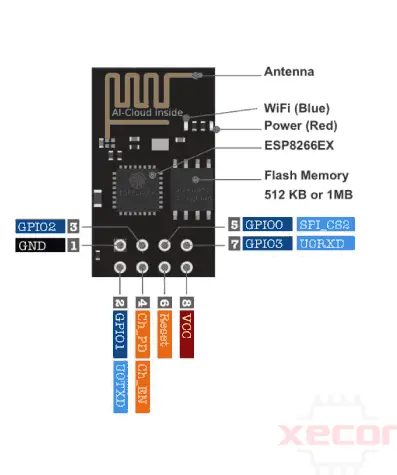 Antenna
AI-Cloud inside
WiFi (Blue)
Power (Red)
ESP8266EX
Flash Memory
512 KB or 1MB
GPIO2 3
5 GPIO0 SPI_CS2
GND 1
7 GPIO3 U0RXD
2 GPIO1 U0TXD
4 Ch_PD Ch_EN
6 Reset
8 VCC
xecor